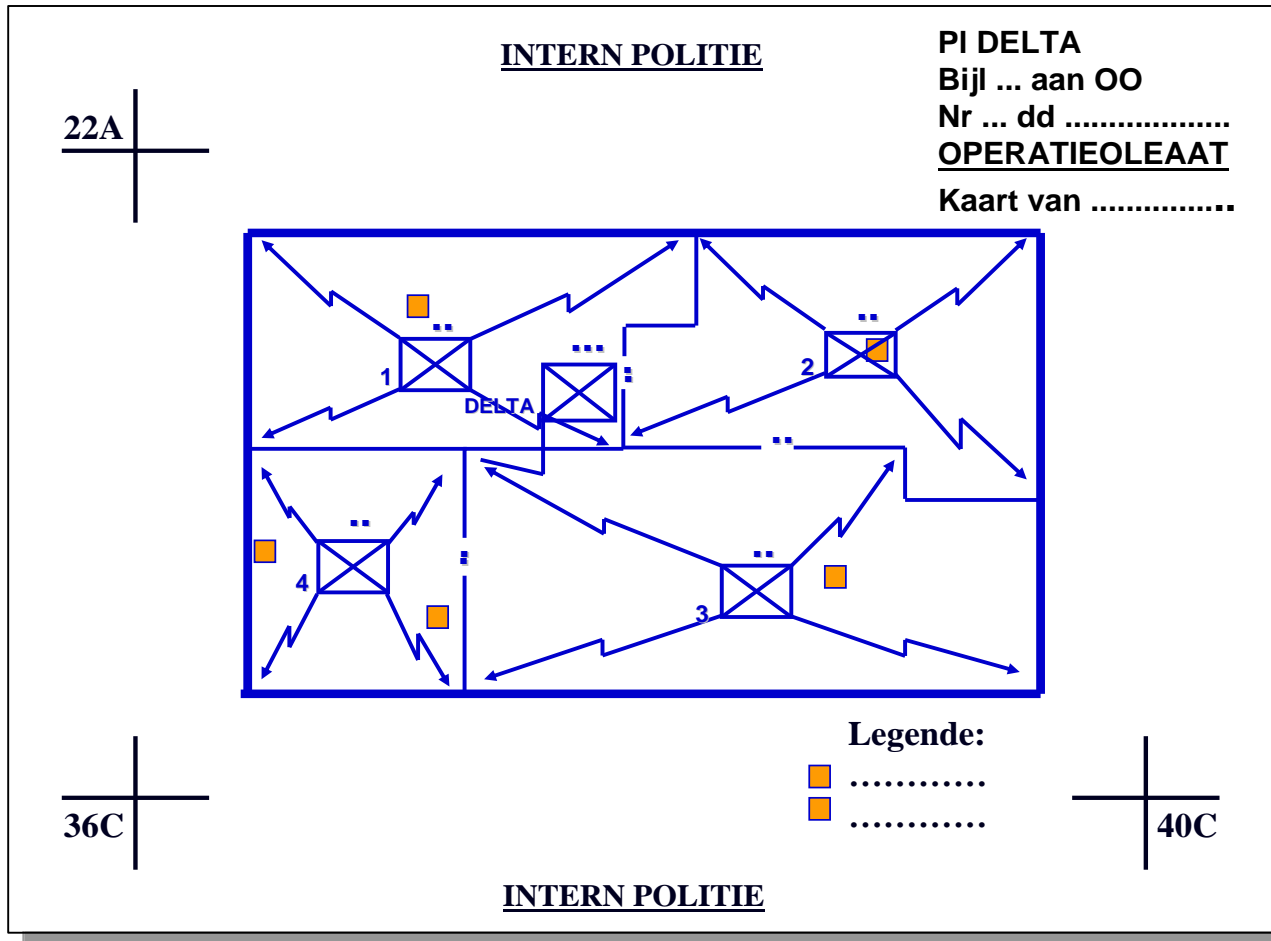 INTERN POLITIE
PI DELTA
Bijl ... aan OO
Nr ... dd ...................
OPERATIEOLEAAT
Kaart van .................
22A
1
2
DELTA
4
3
Legende:
…………
…………
36C
40C
INTERN POLITIE